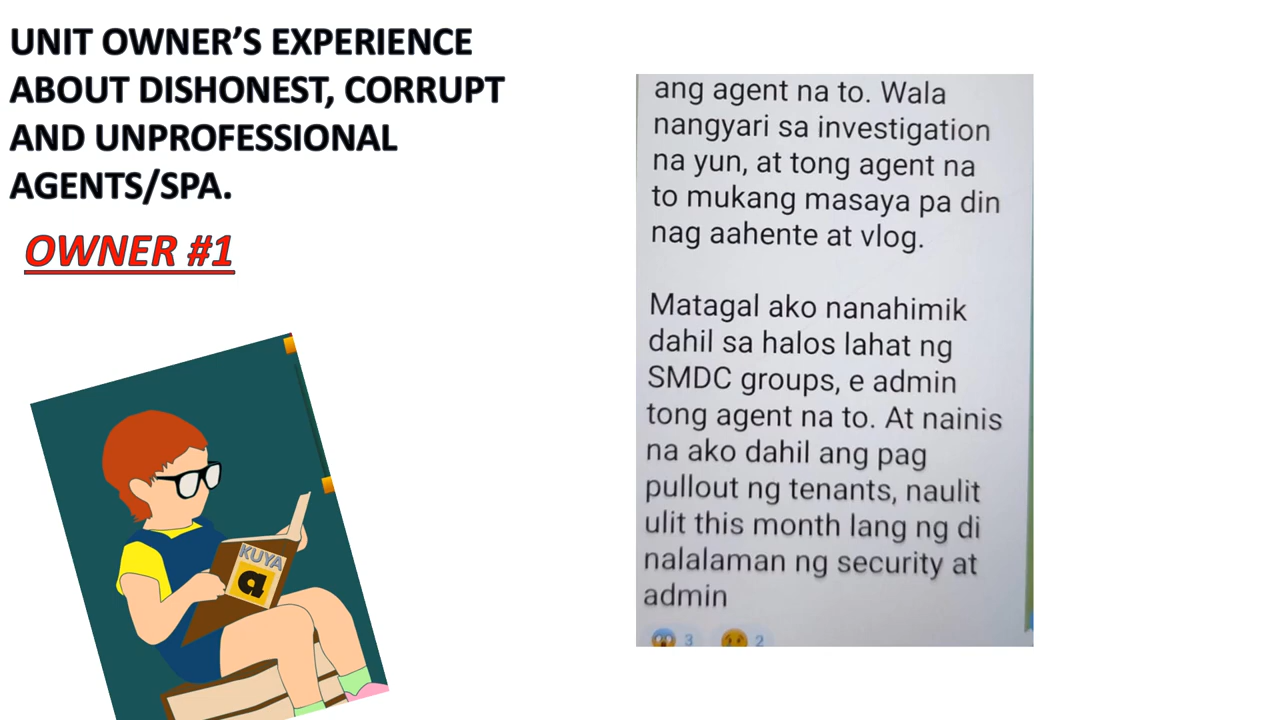 UNIT OWNER'S EXPERIENCE
ABOUT DISHONEST, CORRUPT
AND UNPROFESSIONAL
AGENTS/SPA.
OWNER #1
KUYA
a
ang agent na to. Wala
nangyari sa investigation
na yun, at tong agent na
to mukang masaya pa din
nag aahente at vlog.
Matagal ako nanahimik
dahil sa halos lahat ng
SMDC groups, e admin
tong agent na to. At nainis
na ako dahil ang pag
pullout ng tenants, naulit
ulit this month lang ng di
nalalaman ng security at
admin
3 2